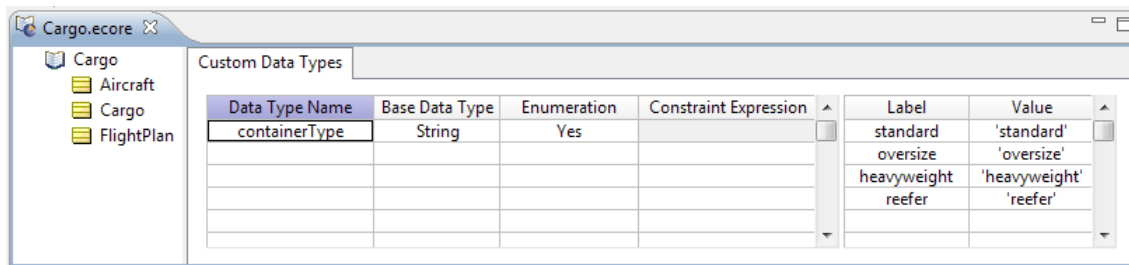 Cargo.ecore
Cargo
Aircraft
Cargo
FlightPlan
Custom Data Types
Data Type Name Base Data Type Enumeration Constraint Expression Label Value
containerType String Yes standard 'standard'
oversize 'oversize'
heavyweight 'heavyweight'
reefer 'reefer'